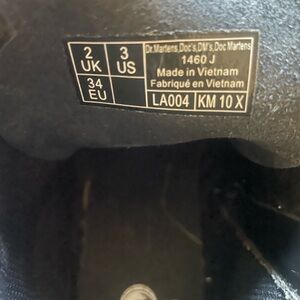 2 UK
3 US
34 EU
Dr.Martens,Doc's,DM's,Doc Martens
1460 J
Made in Vietnam
Fabriqué en Vietnam
LA004
KM 10 X